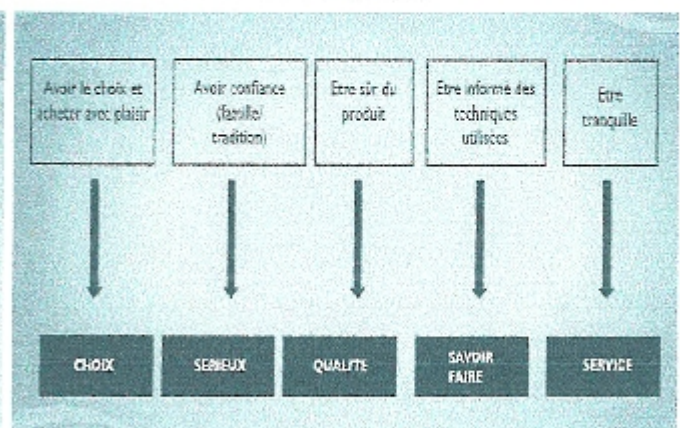 Avoir le choix et
acheter avec plaisir
Avoir confiance
(famille/
tradition)
Etre sûr du
produit
Etre informé des
techniques
utilisées
Etre
tranquille
CHOIX
SERIEUX
QUALITE
SAVOIR
FAIRE
SERVICE